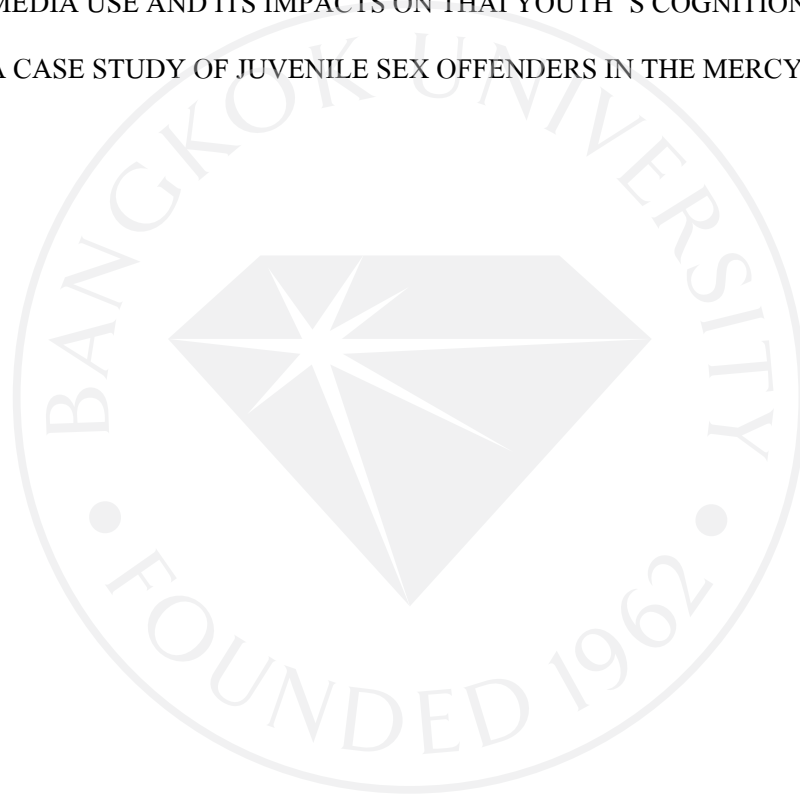 MEDIA USE AND ITS IMPACTS ON THAI YOUTH 'S COGNITION
A CASE STUDY OF JUVENILE SEX OFFENDERS IN THE MERCY
BANGKOK UNIVERSITY
• FOUNDED 1962 •